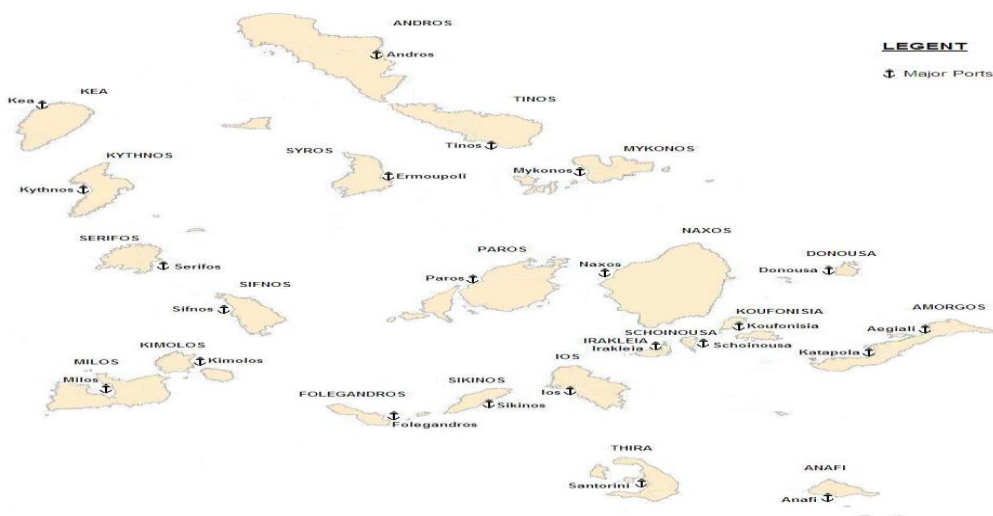 ANDROS
Andros
LEGENT
Major Ports
KEA
Kea
TINOS
Tinos
SYROS
Ermoupoli
MYKONOS
Mykonos
KYTHNOS
Kythnos
SERIFOS
Serifos
PAROS
Paros
NAXOS
Naxos
DONOUSA
Donousa
SIFNOS
Sifnos
KOUFONISIA
Koufonisia
AMORGOS
Aegiali
Katapola
SCHOINOUSA
Schoinousa
IRAKLEIA
Irakleia
KIMOLOS
Kimolos
MILOS
Milos
IOS
Ios
SIKINOS
Sikinos
FOLEGANDROS
Folegandros
THIRA
Santorini
ANAFI
Anafi